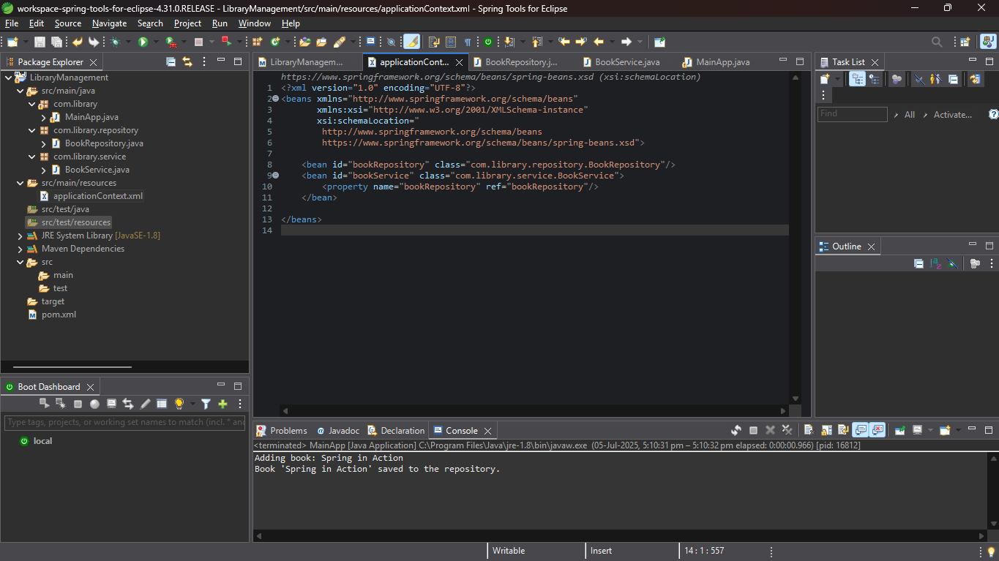 workspace-spring-tools-for-eclipse-4.31.0.RELEASE - LibraryManagement/src/main/resources/applicationContext.xml - Spring Tools for Eclipse
File Edit Source Navigate Search Project Run Window Help
Package Explorer
LibraryManagement
src/main/java
com.library
MainApp.java
com.library.repository
BookRepository.java
com.library.service
BookService.java
src/main/resources
applicationContext.xml
src/test/java
src/test/resources
JRE System Library [JavaSE-1.8]
Maven Dependencies
src
main
test
target
pom.xml
Boot Dashboard
Type tags, projects, or working set names to match (incl. * an
local
LibraryManagem... applicationCont... BookRepository.j... BookService.java MainApp.java
https://www.springframework.org/schema/beans/spring-beans.xsd (xsi:schemaLocation)
1 <?xml version="1.0" encoding="UTF-8"?>
2 <beans xmlns="http://www.springframework.org/schema/beans"
3 xmlns:xsi="http://www.w3.org/2001/XMLSchema-instance"
4 xsi:schemaLocation="
5 http://www.springframework.org/schema/beans
6 https://www.springframework.org/schema/beans/spring-beans.xsd">
7
8 <bean id="bookRepository" class="com.library.repository.BookRepository"/>
9 <bean id="bookService" class="com.library.service.BookService">
10 <property name="bookRepository" ref="bookRepository"/>
11 </bean>
12
13 </beans>
14
Task List
Find All Activate...
Outline
Problems Javadoc Declaration Console
<terminated> MainApp [Java Application] C:\Program Files\Java\jre-1.8\bin\javaw.exe (05-Jul-2025, 5:10:31 pm – 5:10:32 pm elapsed: 0:00:00.966) [pid: 16812]
Adding book: Spring in Action
Book 'Spring in Action' saved to the repository.
Writable Insert 14 : 1 : 557